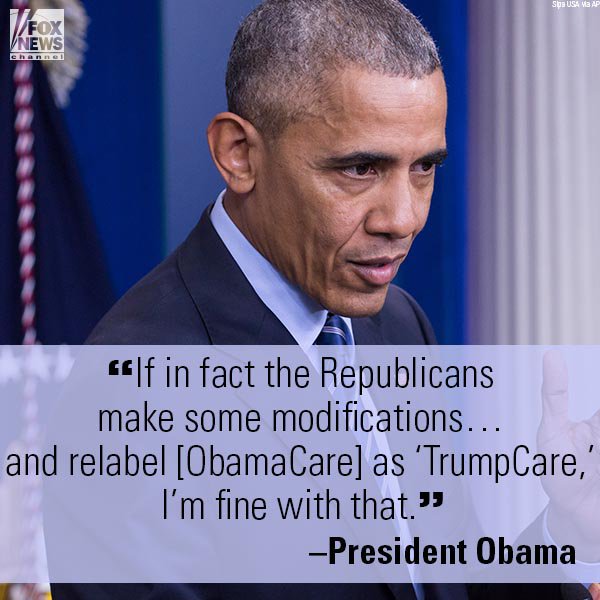 FOX
NEWS
channel
Sipa USA via AP
“If in fact the Republicans
make some modifications…
and relabel [ObamaCare] as ‘TrumpCare,’
I’m fine with that.”
–President Obama